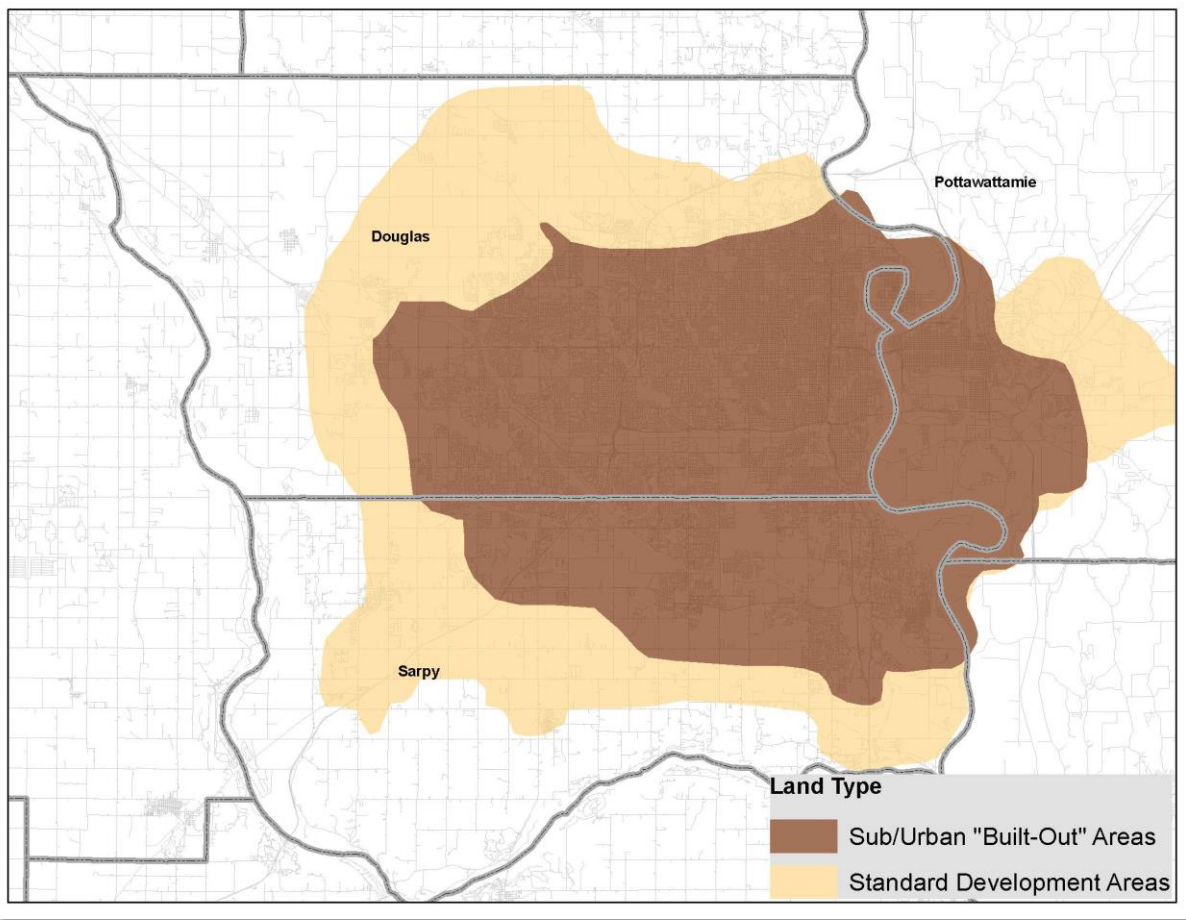 Pottawattamie
Douglas
Sarpy
Land Type
Sub/Urban "Built-Out" Areas
Standard Development Areas